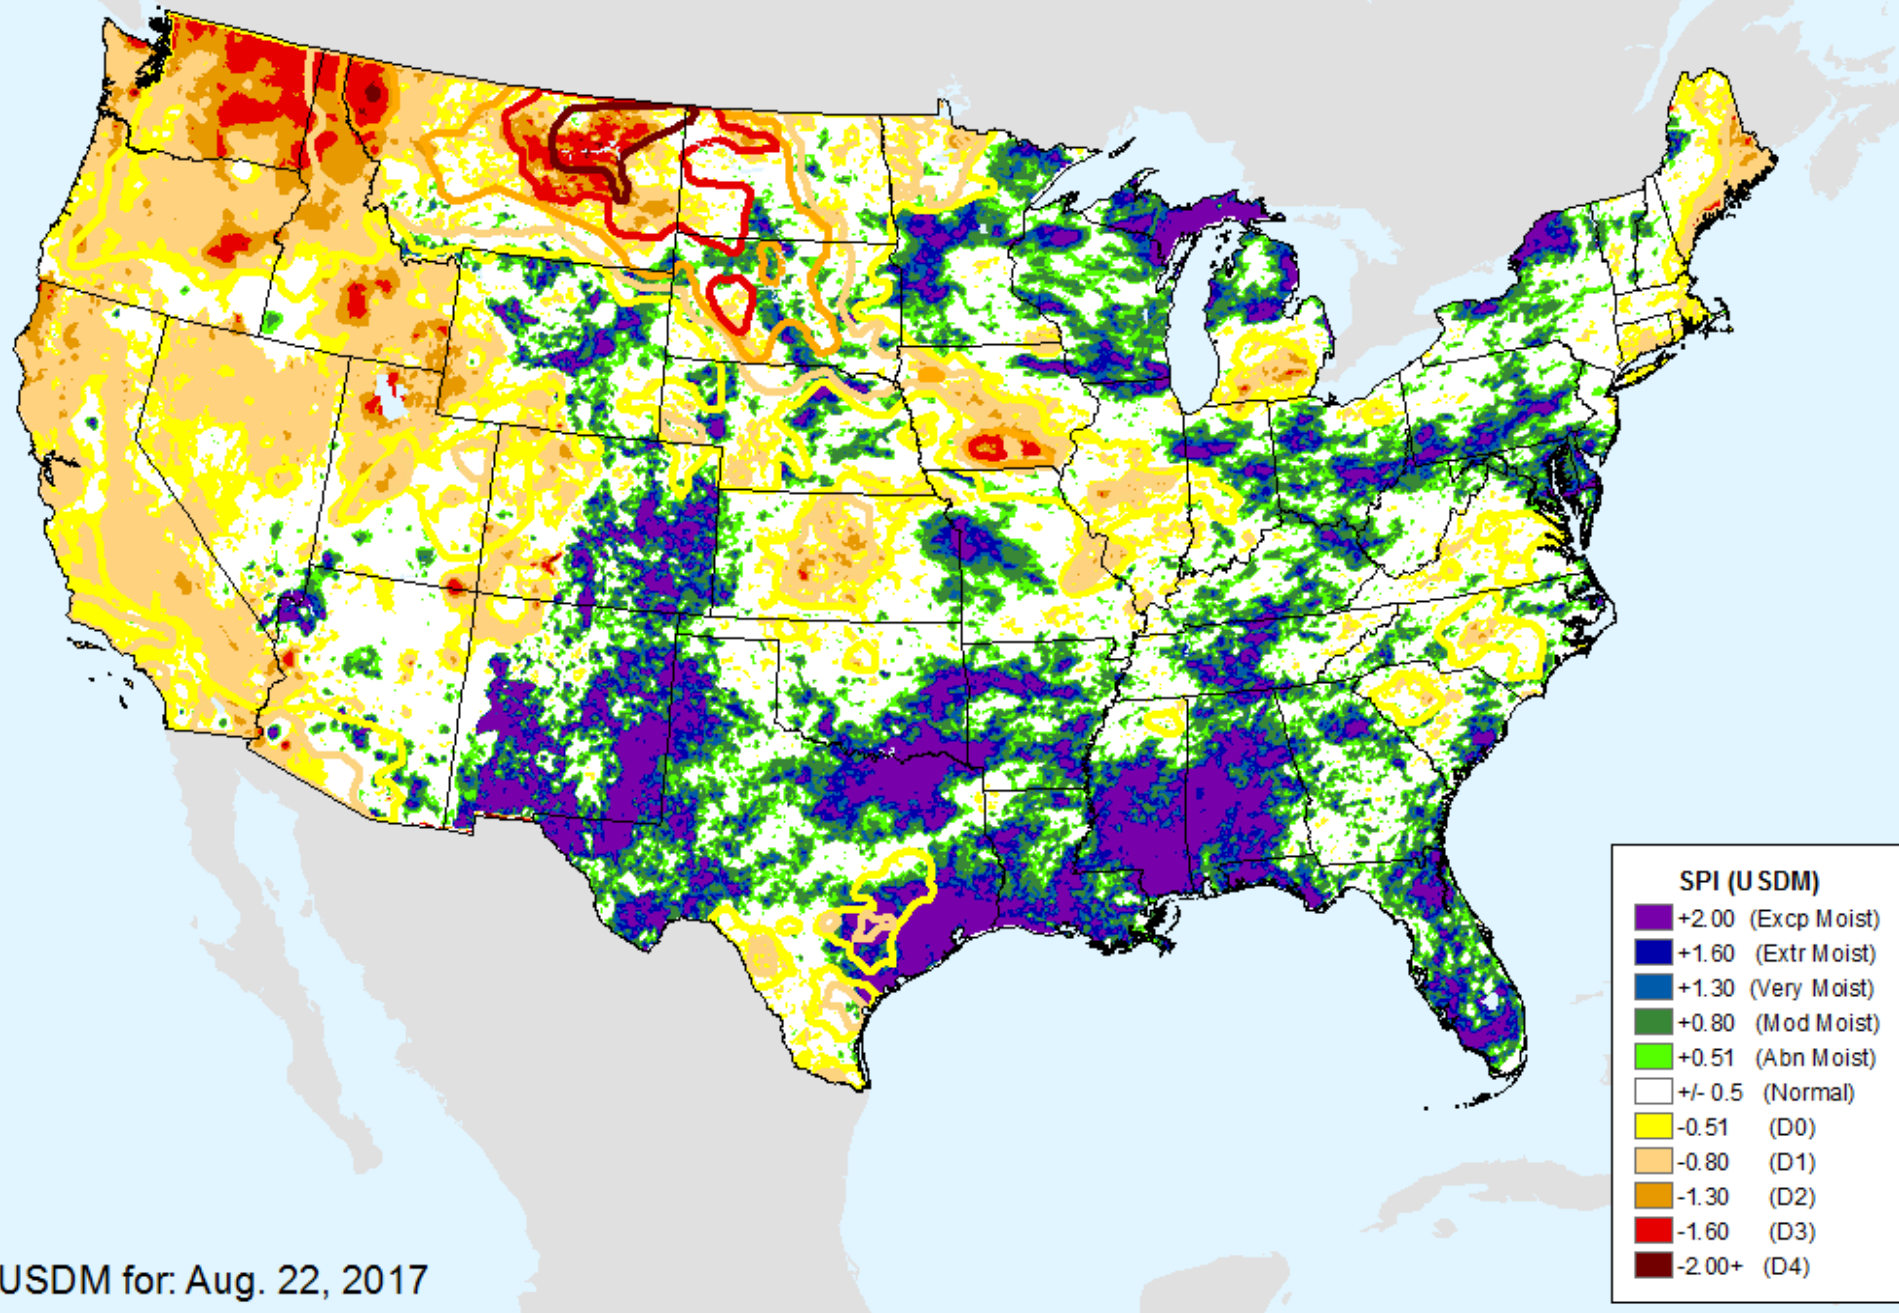 SPI (USDM)
+2.00 (Excp Moist)
+1.60 (Extr Moist)
+1.30 (Very Moist)
+0.80 (Mod Moist)
+0.51 (Abn Moist)
+/- 0.5 (Normal)
-0.51 (D0)
-0.80 (D1)
-1.30 (D2)
-1.60 (D3)
-2.00+ (D4)
USDM for: Aug. 22, 2017